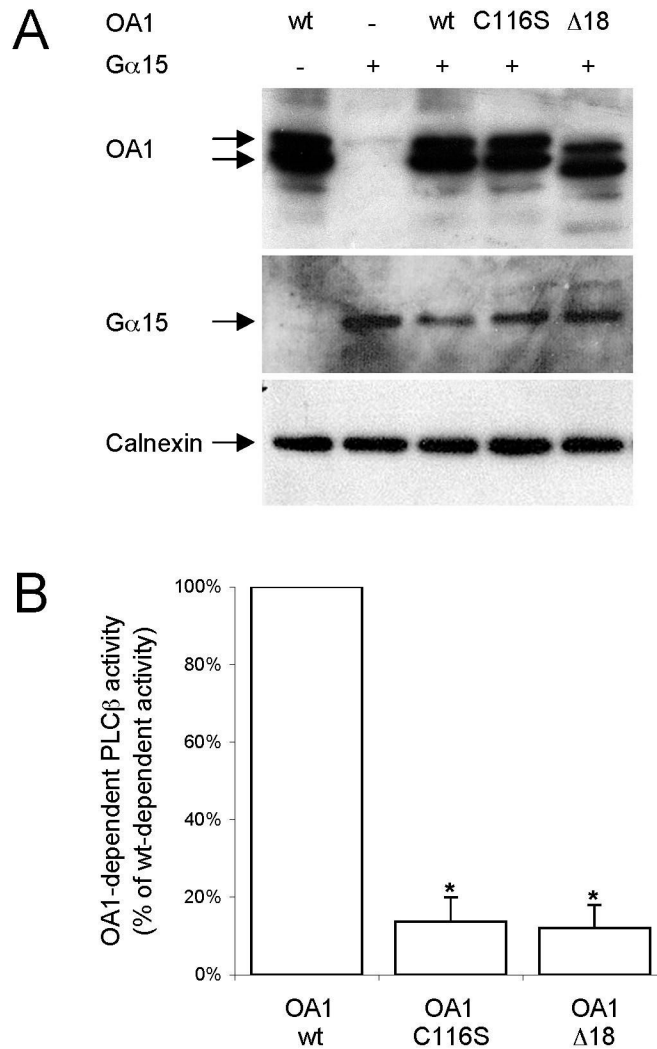 A
OA1 wt - wt C116S Δ18
Gα15 - + + + +
OA1
Gα15
Calnexin
B
OA1-dependent PLCβ activity
(% of wt-dependent activity)
100%
80%
60%
40%
20%
0%
* *
OA1 OA1 OA1
wt C116S Δ18